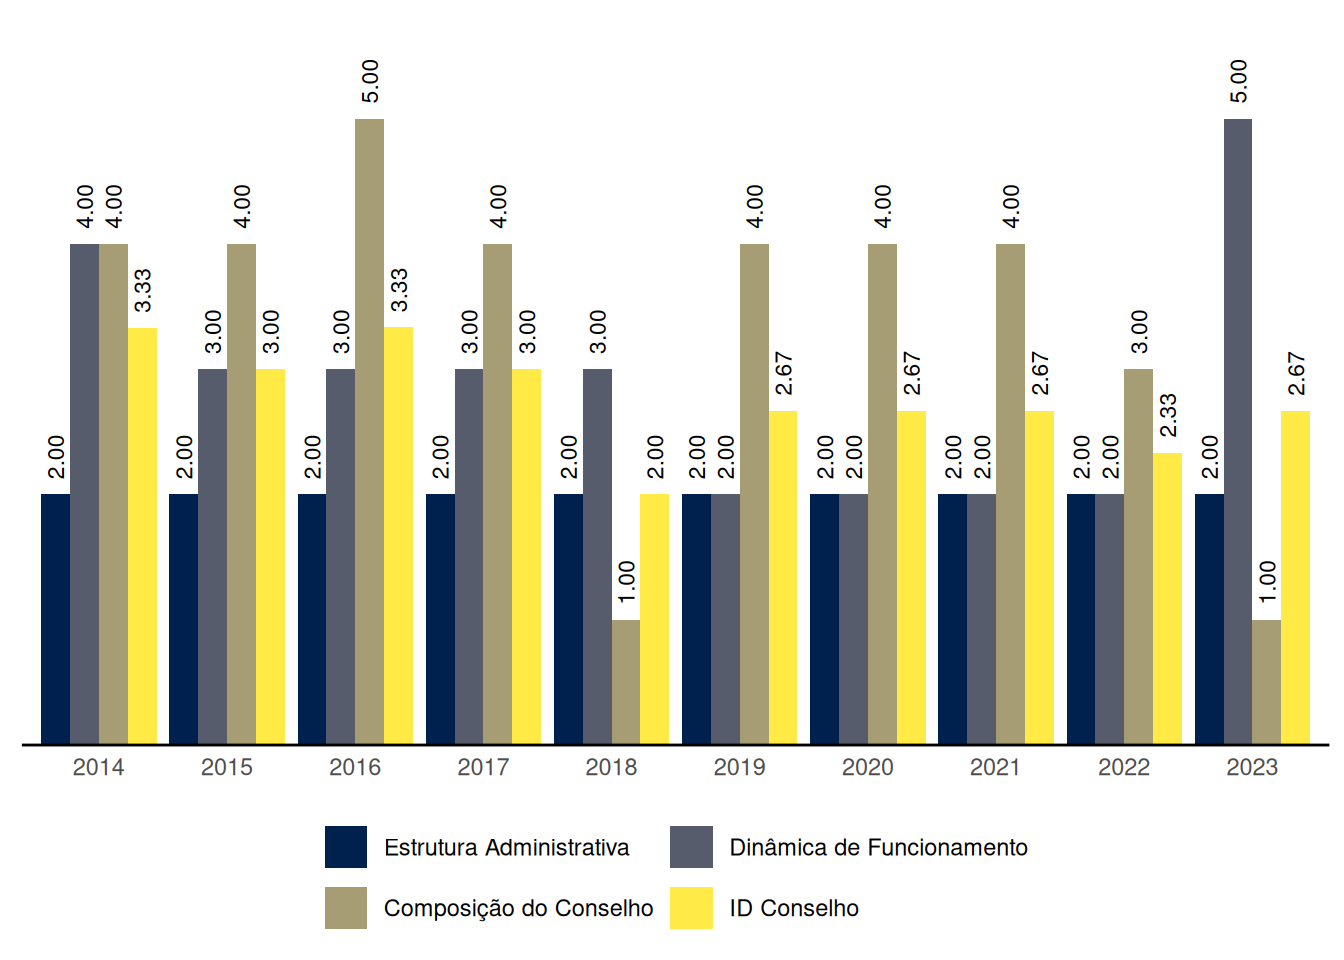 2.00 4.00 4.00 3.33 2.00 3.00 4.00 3.00 2.00 3.00 5.00 3.33 2.00 3.00 4.00 3.00 2.00 3.00 1.00 2.00 2.00 2.00 4.00 2.67 2.00 2.00 4.00 2.67 2.00 2.00 4.00 2.67 2.00 2.00 3.00 2.33 2.00 5.00 1.00 2.67
2014 2015 2016 2017 2018 2019 2020 2021 2022 2023
Estrutura Administrativa Dinâmica de Funcionamento
Composição do Conselho ID Conselho